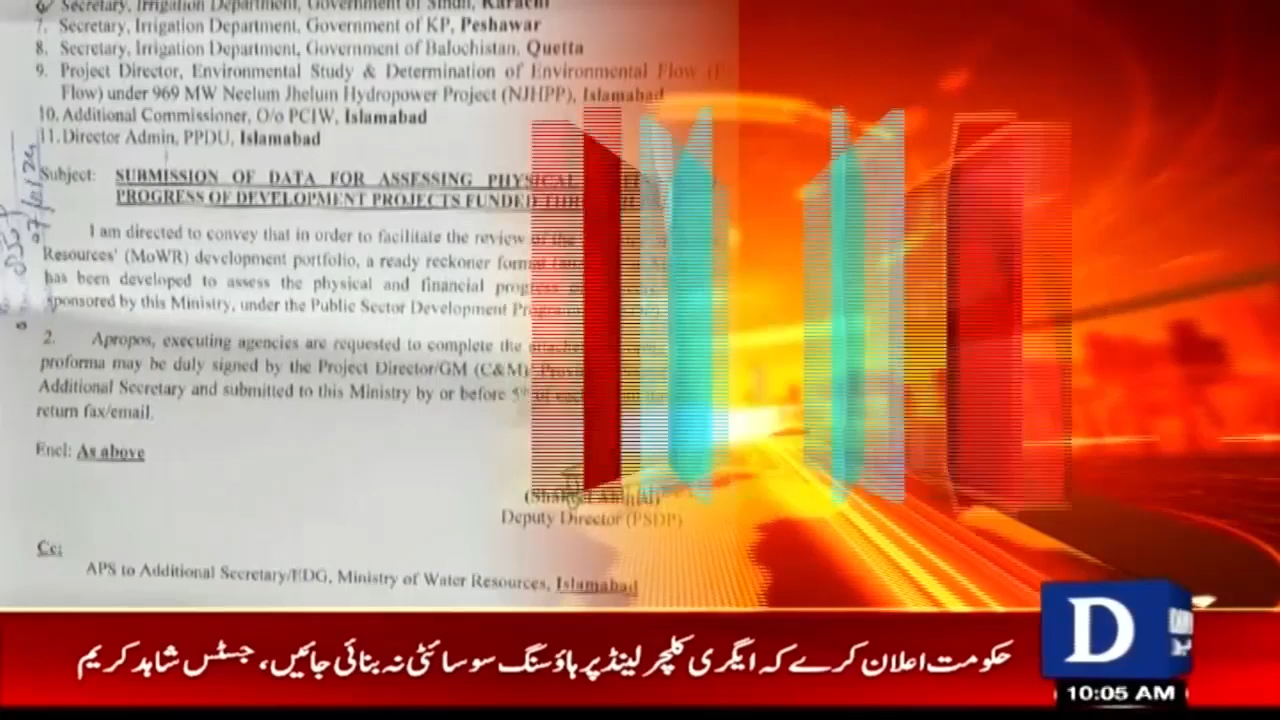 6. Secretary, Irrigation Department, Government of Sindh, Karachi
7. Secretary, Irrigation Department, Government of KP, Peshawar
8. Secretary, Irrigation Department, Government of Balochistan, Quetta
9. Project Director, Environmental Study & Determination of Environmental Flow
Flow) under 969 MW Neelum Jhelum Hydropower Project (NJHPP), Islamabad
10. Additional Commissioner, O/o PCIW, Islamabad
11. Director Admin, PPDU, Islamabad
Subject: SUBMISSION OF DATA FOR ASSESSING
PROGRESS OF DEVELOPMENT PROJECTS FUNDED
I am directed to convey that in order to facilitate the review of the
Resources' (MoWR) development portfolio, a ready reckoner
has been developed to assess the physical and financial
sponsored by this Ministry, under the Public Sector Development
2. Apropos, executing agencies are requested to complete the
proforma may be duly signed by the Project Director/GM (C&M),
Additional Secretary and submitted to this Ministry by or before 5
return fax/email.
Encl: As above
Deputy Director (PSDP)
Cc:
APS to Additional Secretary/EDG, Ministry of Water Resources, Islamabad
حکومت اعلان کرے کہ ایگری کلچر لینڈ پر ہاؤسنگ سوسائٹی نہ بنائی جائیں، جسٹس شاہد کریم
D
10:05 AM